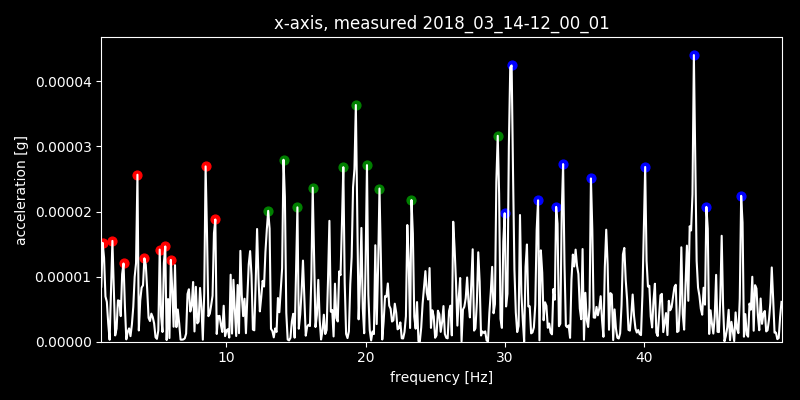 x-axis, measured 2018_03_14-12_00_01
0.00004
0.00003
0.00002
0.00001
0.00000
acceleration [g]
10 20 30 40
frequency [Hz]